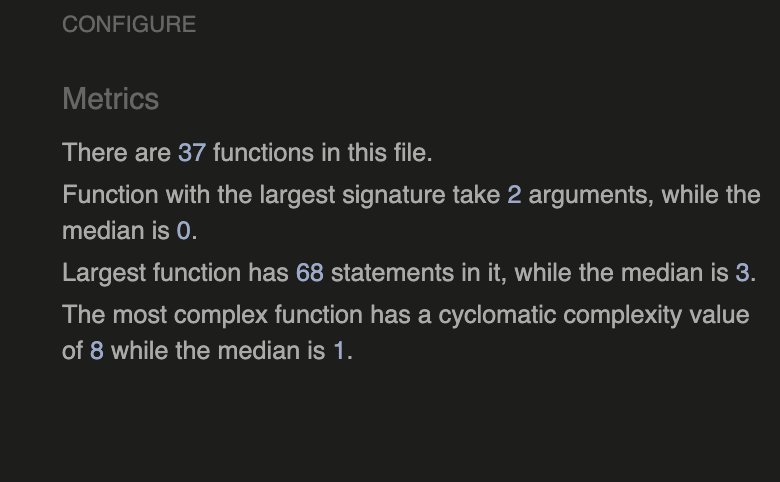 CONFIGURE
Metrics
There are 37 functions in this file.
Function with the largest signature take 2 arguments, while the
median is 0.
Largest function has 68 statements in it, while the median is 3.
The most complex function has a cyclomatic complexity value
of 8 while the median is 1.